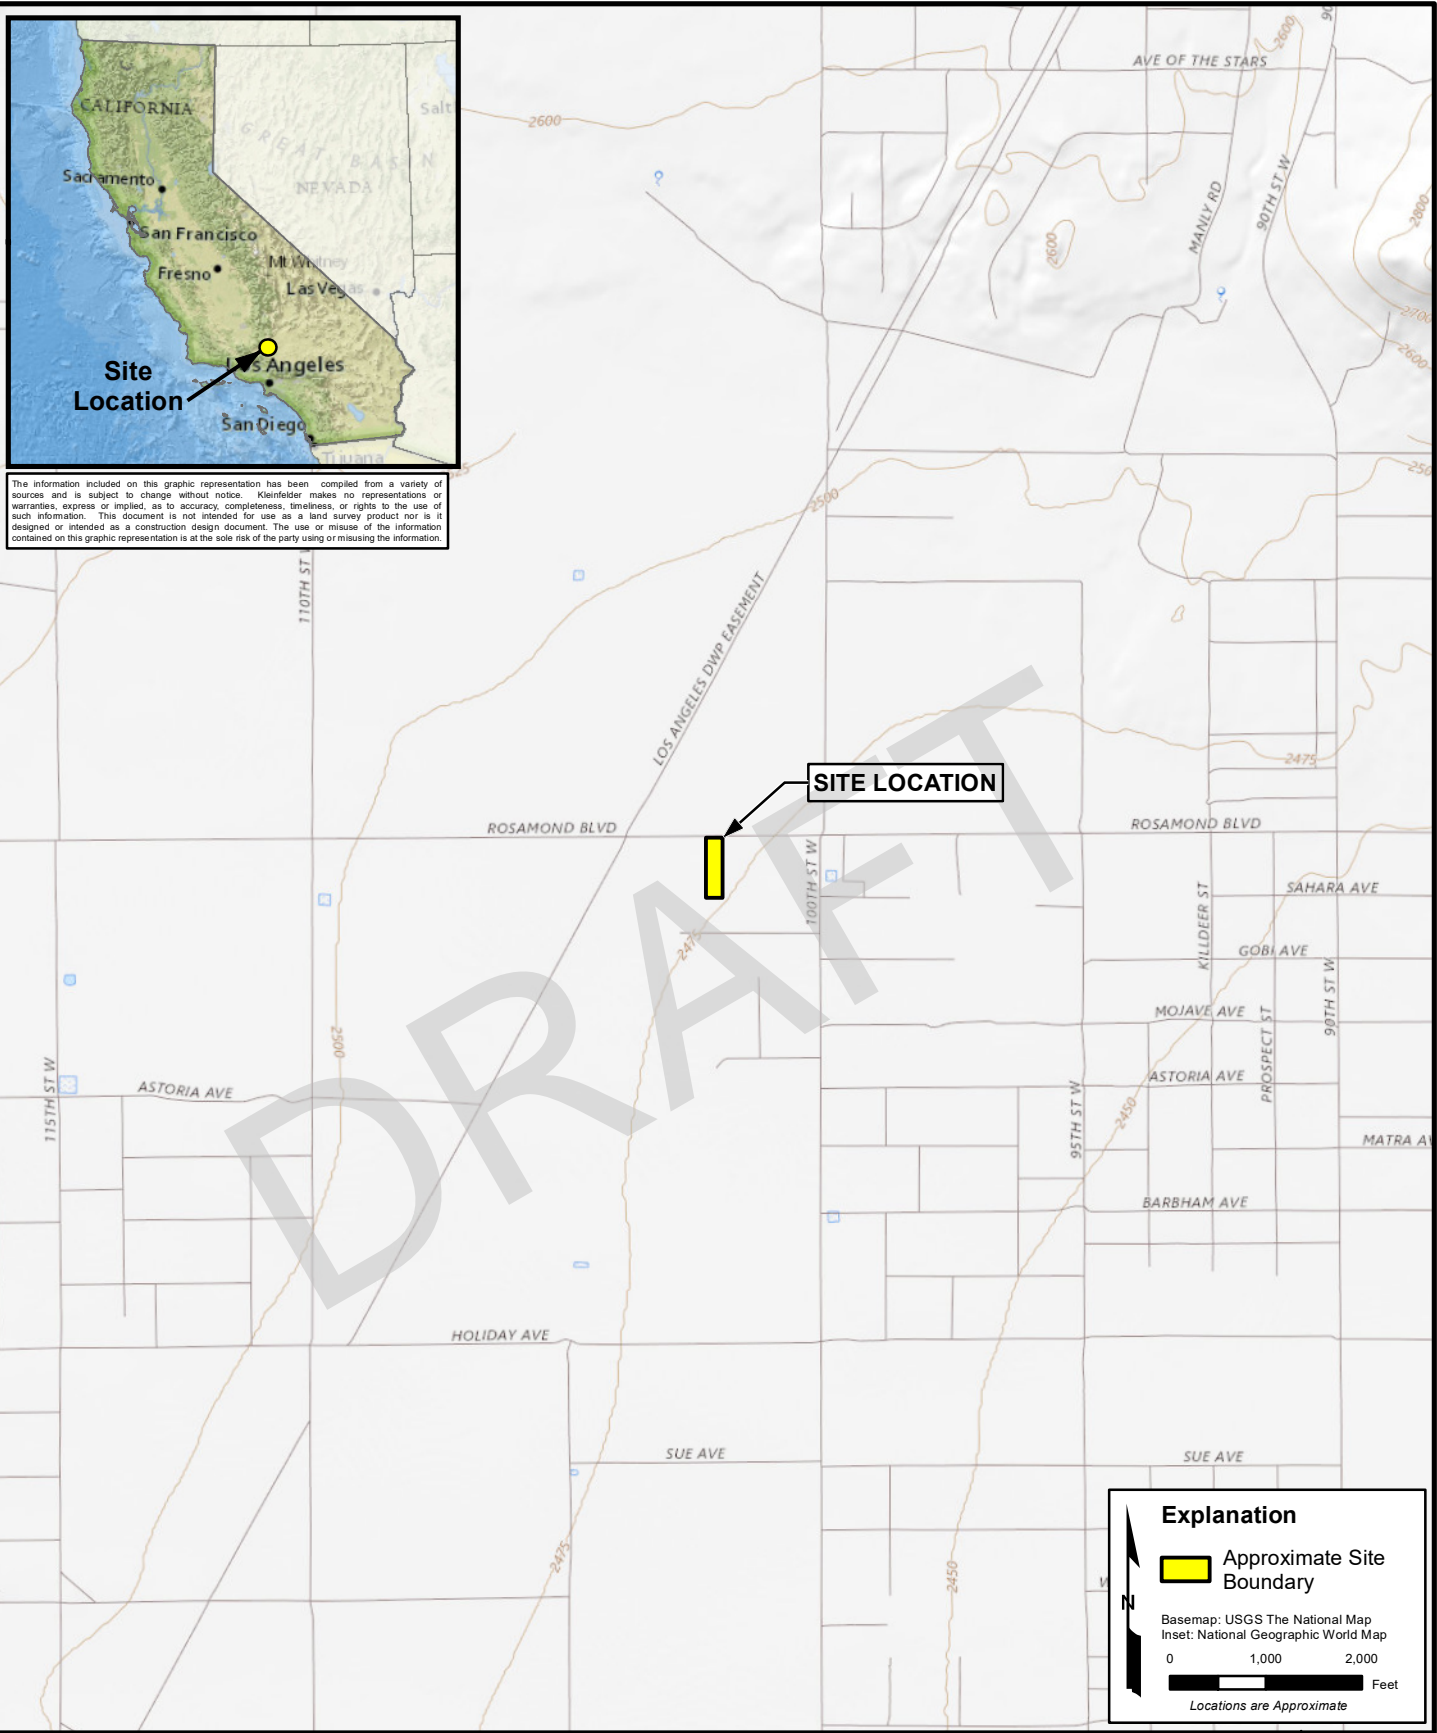 CALIFORNIA
Salt
GREAT BASIN
NEVADA
Sacramento
San Francisco
Mt Whitney
Fresno
Las Vegas
Los Angeles
Site
Location
San Diego
Tijuana
The information included on this graphic representation has been compiled from a variety of
sources and is subject to change without notice. Kleinfelder makes no representations or
warranties, express or implied, as to accuracy, completeness, timeliness, or rights to the use of
such information. This document is not intended for use as a land survey product nor is it
designed or intended as a construction design document. The use or misuse of the information
contained on this graphic representation is at the sole risk of the party using or misusing the information.
AVE OF THE STARS
2600
90
2600
MANLY RD
90TH ST W
2800
2600
2700
2600
2500
250
110TH ST W
LOS ANGELES DWP EASEMENT
2475
SITE LOCATION
ROSAMOND BLVD
ROSAMOND BLVD
100TH ST W
KILLDEER ST
SAHARA AVE
2475
GOBI AVE
90TH ST W
DRAFT
2500
MOJAVE AVE
PROSPECT ST
115TH ST W
ASTORIA AVE
ASTORIA AVE
95TH ST W
2450
MATRA AV
BARBHAM AVE
HOLIDAY AVE
SUE AVE
SUE AVE
2475
2450
W
N
Explanation
Approximate Site
Boundary
Basemap: USGS The National Map
Inset: National Geographic World Map
0 1,000 2,000
Feet
Locations are Approximate